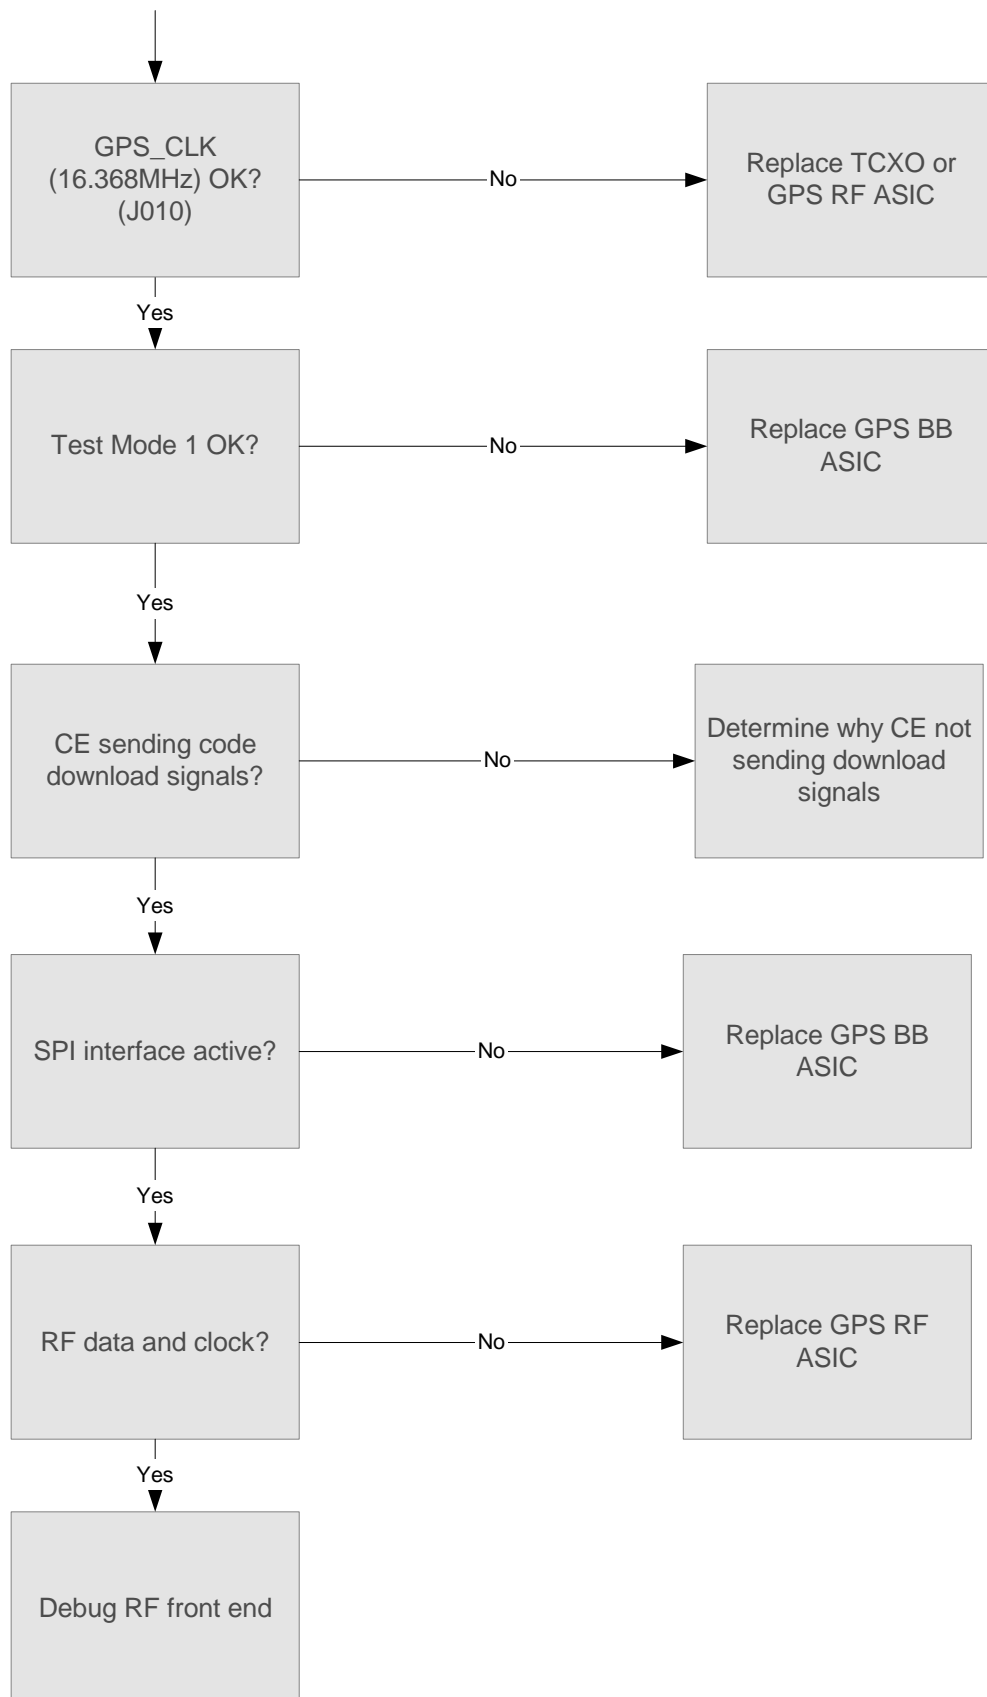 GPS_CLK
(16.368MHz) OK?
(J010)
No
Replace TCXO or
GPS RF ASIC
Yes
Test Mode 1 OK?
No
Replace GPS BB
ASIC
Yes
CE sending code
download signals?
No
Determine why CE not
sending download
signals
Yes
SPI interface active?
No
Replace GPS BB
ASIC
Yes
RF data and clock?
No
Replace GPS RF
ASIC
Yes
Debug RF front end